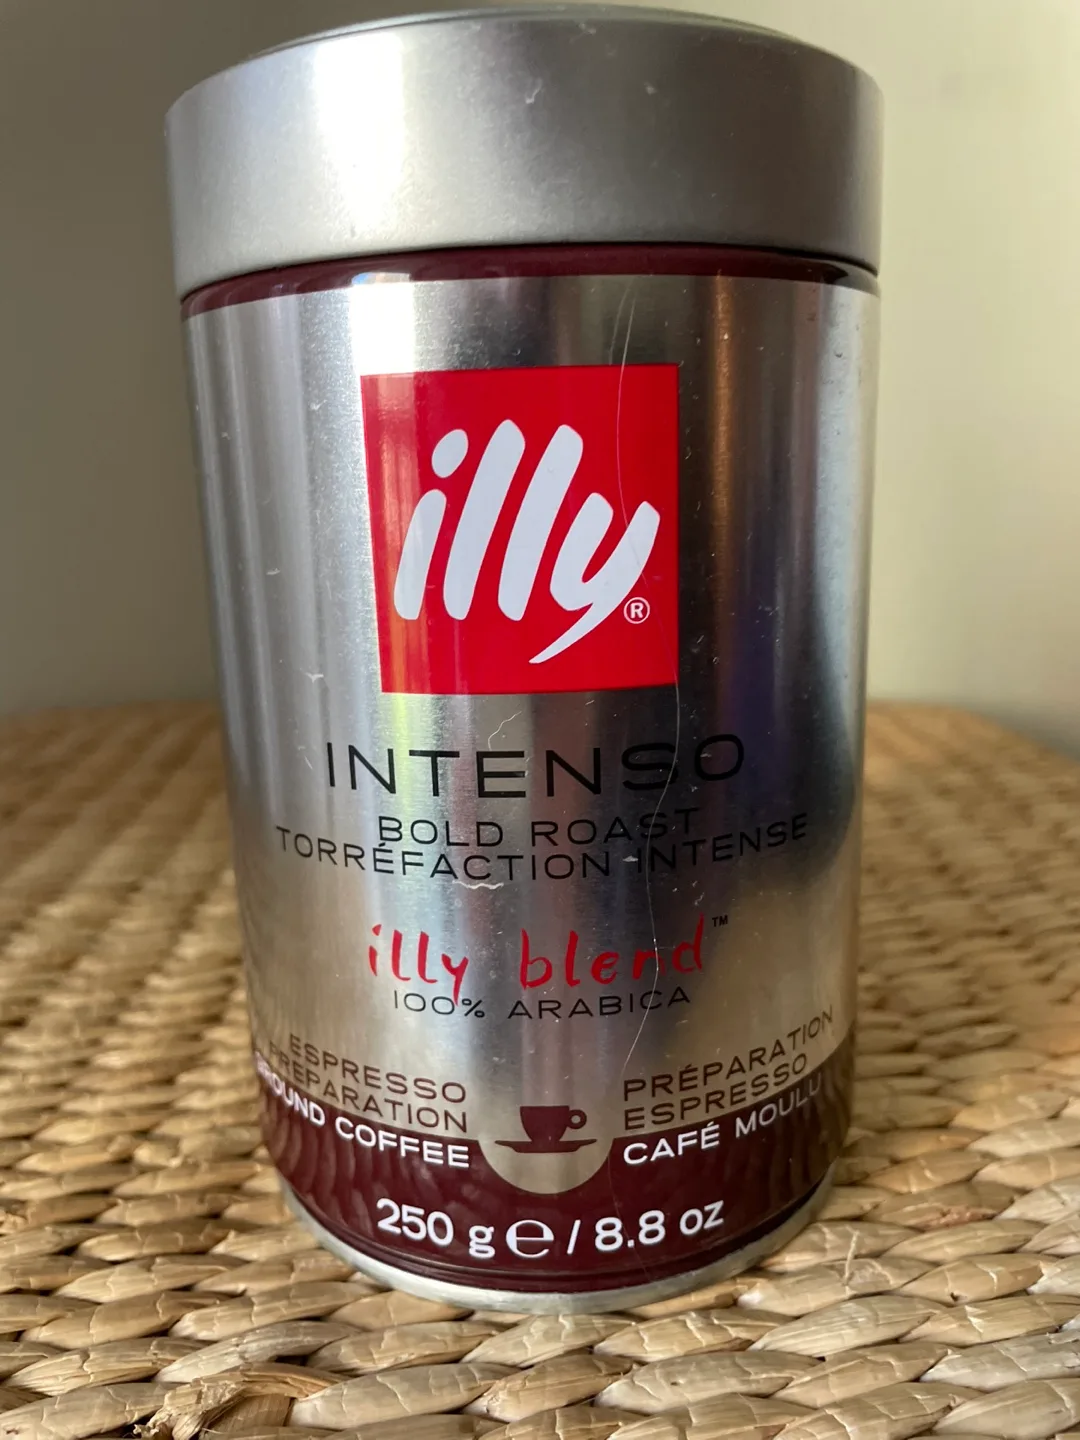 illy®
INTENSO
BOLD ROAST
TORRÉFACTION INTENSE
illy blend™
100% ARABICA
ESPRESSO
PREPARATION
GROUND COFFEE
PRÉPARATION
ESPRESSO
CAFÉ MOULU
250 g ℮ / 8.8 oz